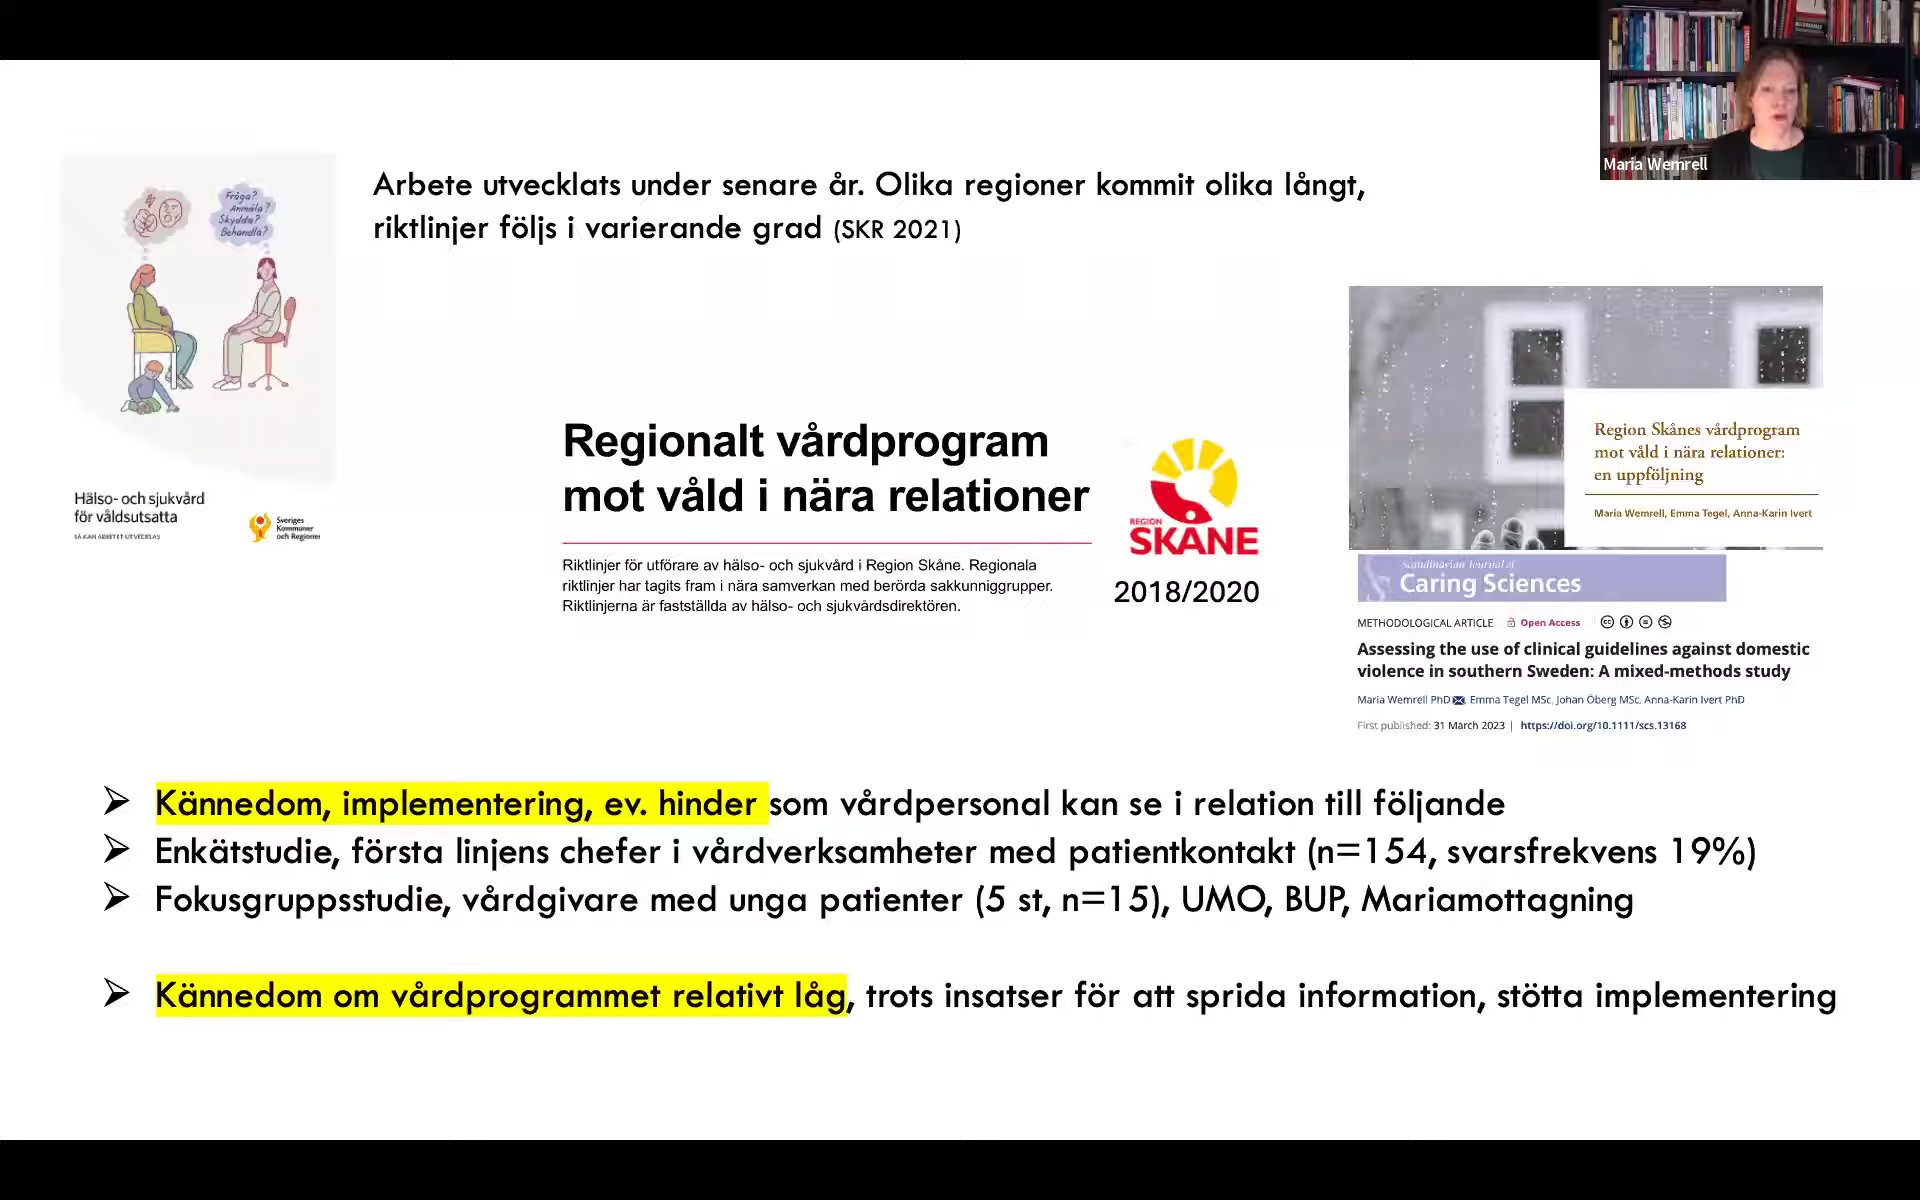 Maria Wemrell
Arbete utvecklats under senare år. Olika regioner kommit olika långt,
riktlinjer följs i varierande grad (SKR 2021)
Fråga?
Anmäla?
Skydda?
Behandla?
Hälso- och sjukvård
för våldsutsatta
SÅ KAN ARBETET UTVECKLAS
Sveriges
Kommuner
och Regioner
Regionalt vårdprogram
mot våld i nära relationer
Riktlinjer för utförare av hälso- och sjukvård i Region Skåne. Regionala
riktlinjer har tagits fram i nära samverkan med berörda sakkunniggrupper.
Riktlinjerna är fastställda av hälso- och sjukvårdsdirektören.
REGION
SKÅNE
2018/2020
Region Skånes vårdprogram
mot våld i nära relationer:
en uppföljning
Maria Wemrell, Emma Tegel, Anna-Karin Ivert
Scandinavian Journal of
Caring Sciences
METHODOLOGICAL ARTICLE Open Access
Assessing the use of clinical guidelines against domestic
violence in southern Sweden: A mixed-methods study
Maria Wemrell PhD, Emma Tegel MSc, Johan Öberg MSc, Anna-Karin Ivert PhD
First published: 31 March 2023 | https://doi.org/10.1111/scs.13168
➢ Kännedom, implementering, ev. hinder som vårdpersonal kan se i relation till följande
➢ Enkätstudie, första linjens chefer i vårdverksamheter med patientkontakt (n=154, svarsfrekvens 19%)
➢ Fokusgruppsstudie, vårdgivare med unga patienter (5 st, n=15), UMO, BUP, Mariamottagning
➢ Kännedom om vårdprogrammet relativt låg, trots insatser för att sprida information, stötta implementering